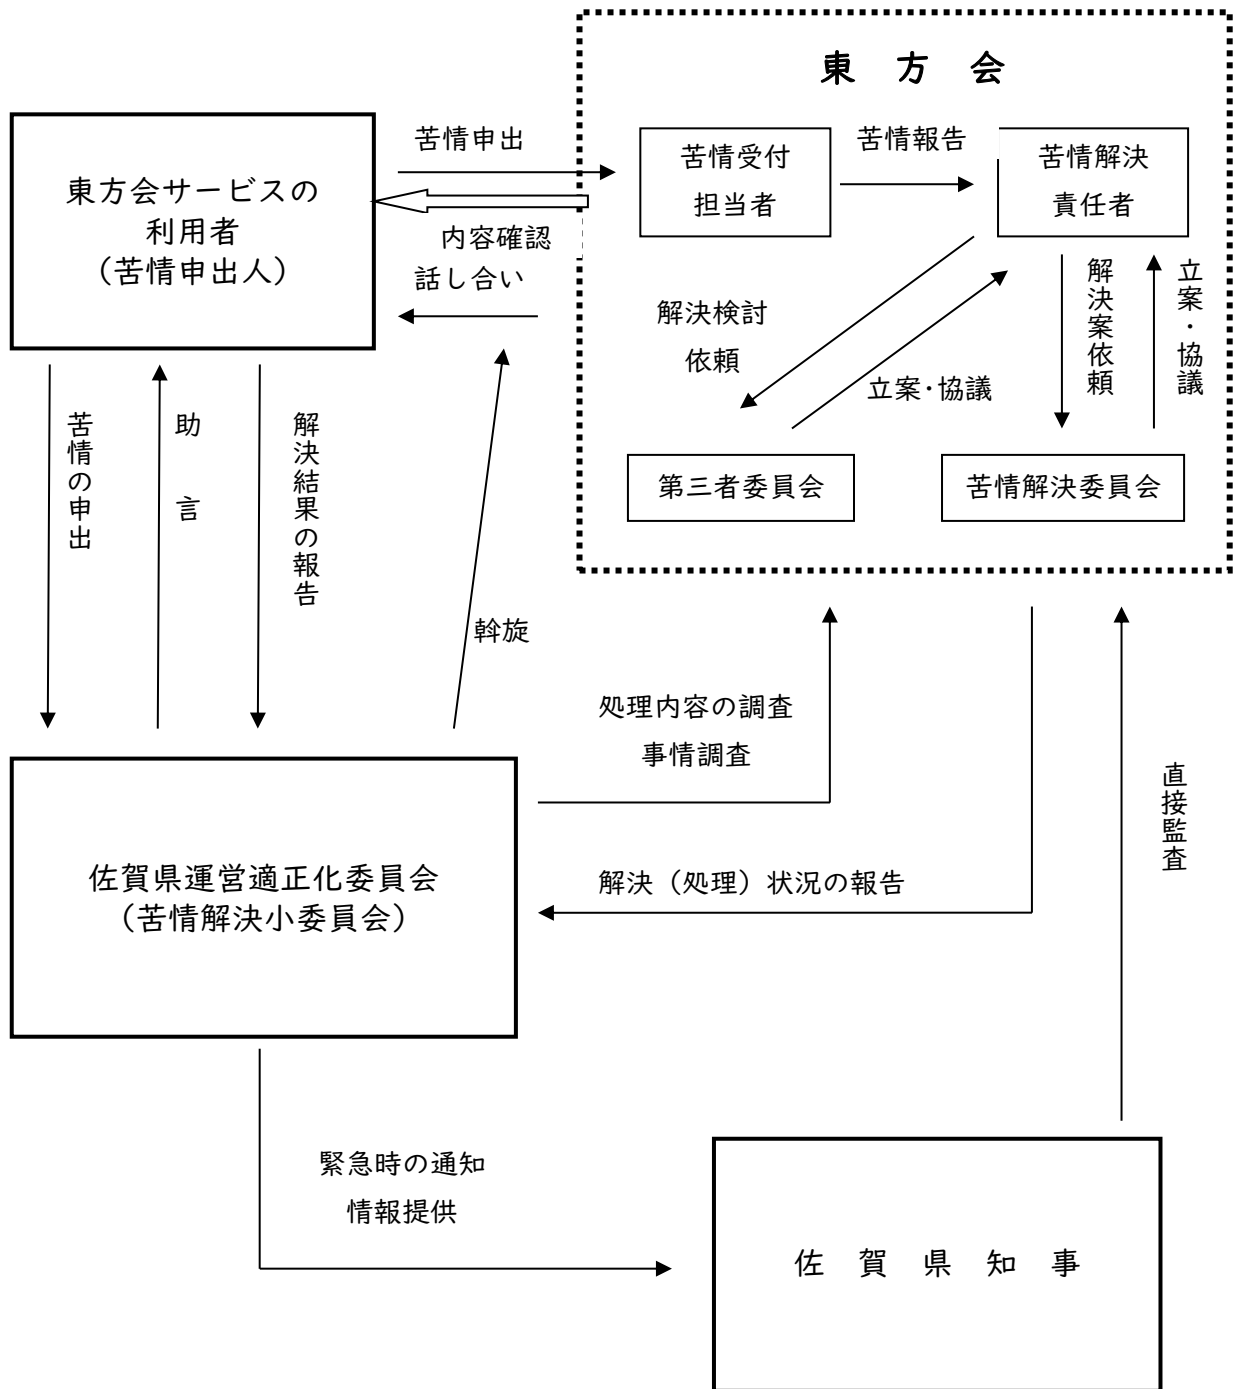 東　方　会
東方会サービスの
利用者
（苦情申出人）
苦情申出
内容確認
話し合い
苦情受付
担当者
苦情報告
苦情解決
責任者
解決検討
依頼
立案・協議
解決案依頼
立案・協議
第三者委員会
苦情解決委員会
苦情の申出
助　言
解決結果の報告
斡旋
処理内容の調査
事情調査
解決（処理）状況の報告
直接監査
佐賀県運営適正化委員会
（苦情解決小委員会）
緊急時の通知
情報提供
佐　賀　県　知　事